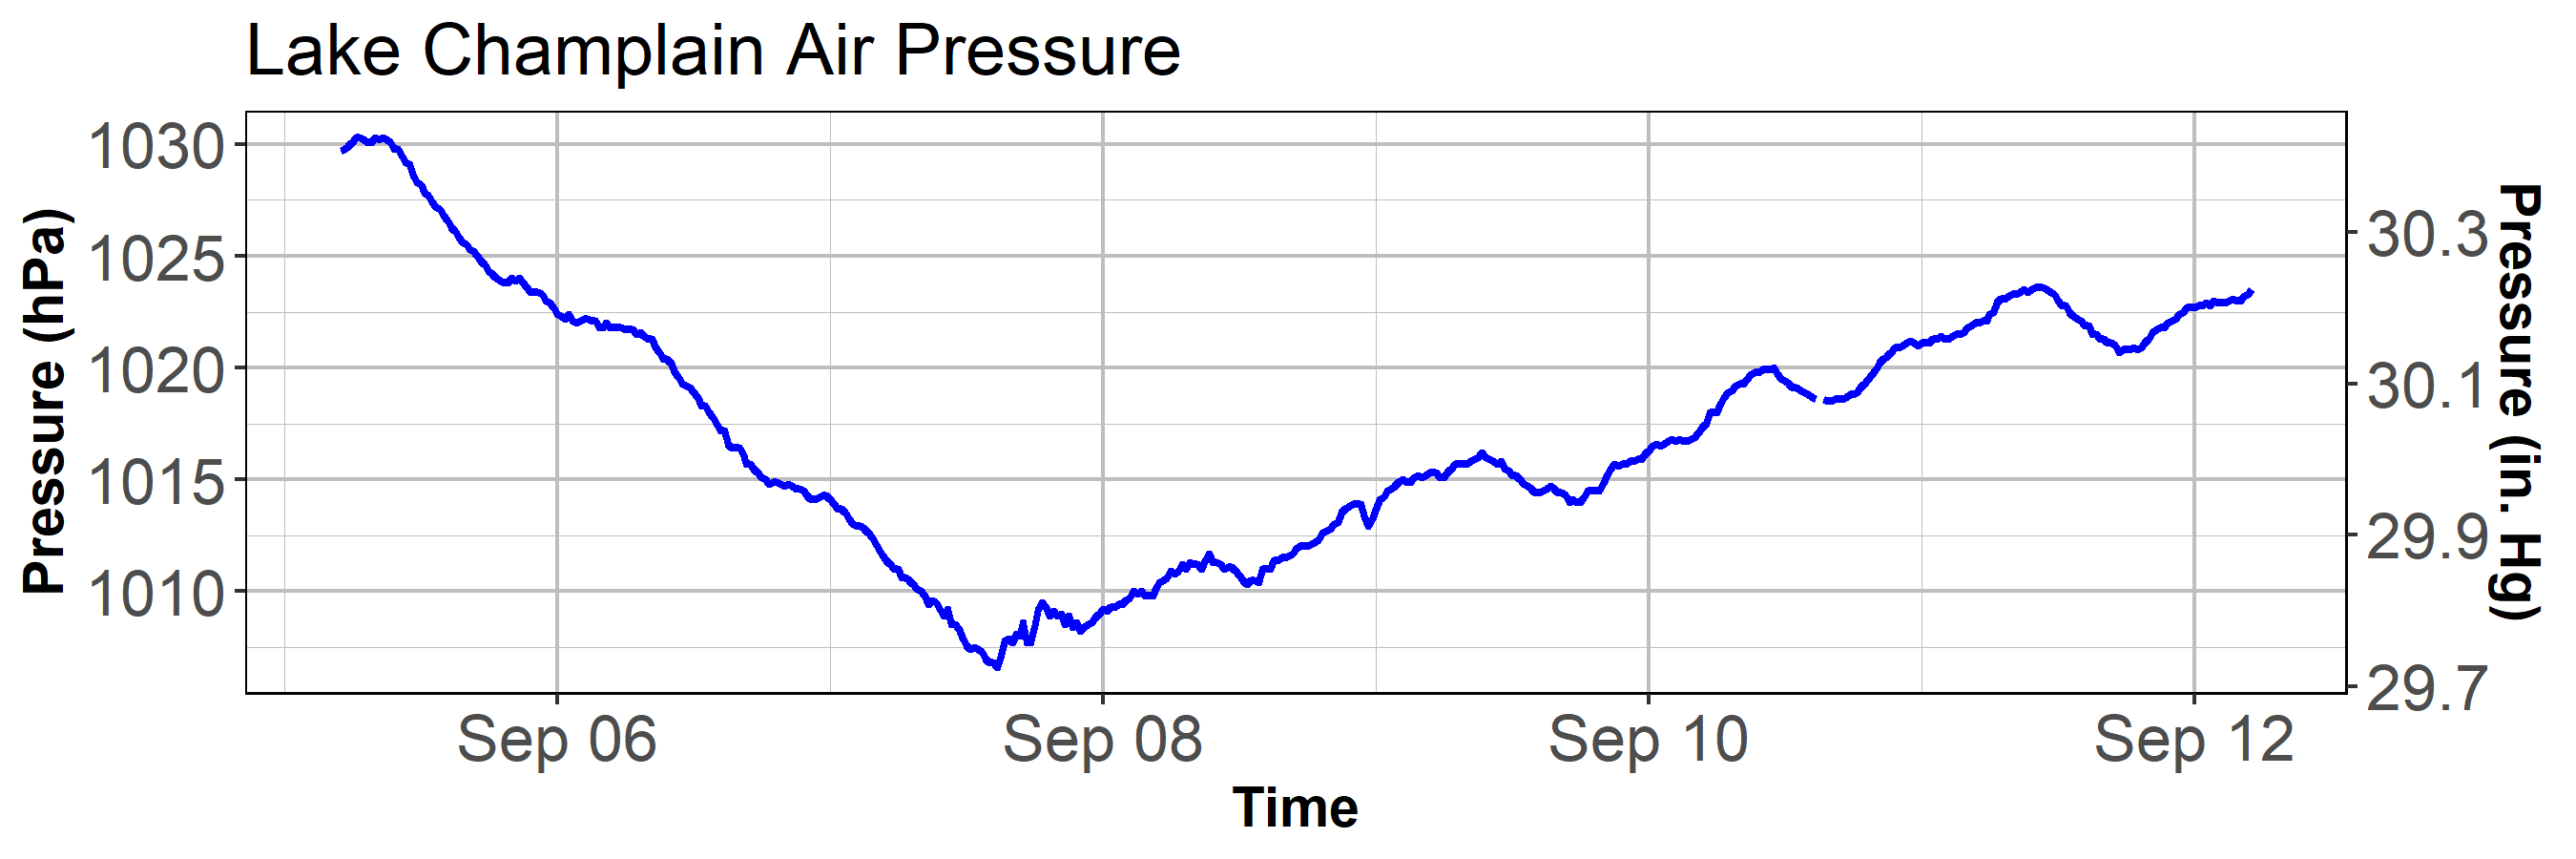 Lake Champlain Air Pressure
Pressure (hPa)
1030
1025
1020
1015
1010
30.3
30.1
29.9
29.7
Pressure (in. Hg)
Sep 06
Sep 08
Sep 10
Sep 12
Time